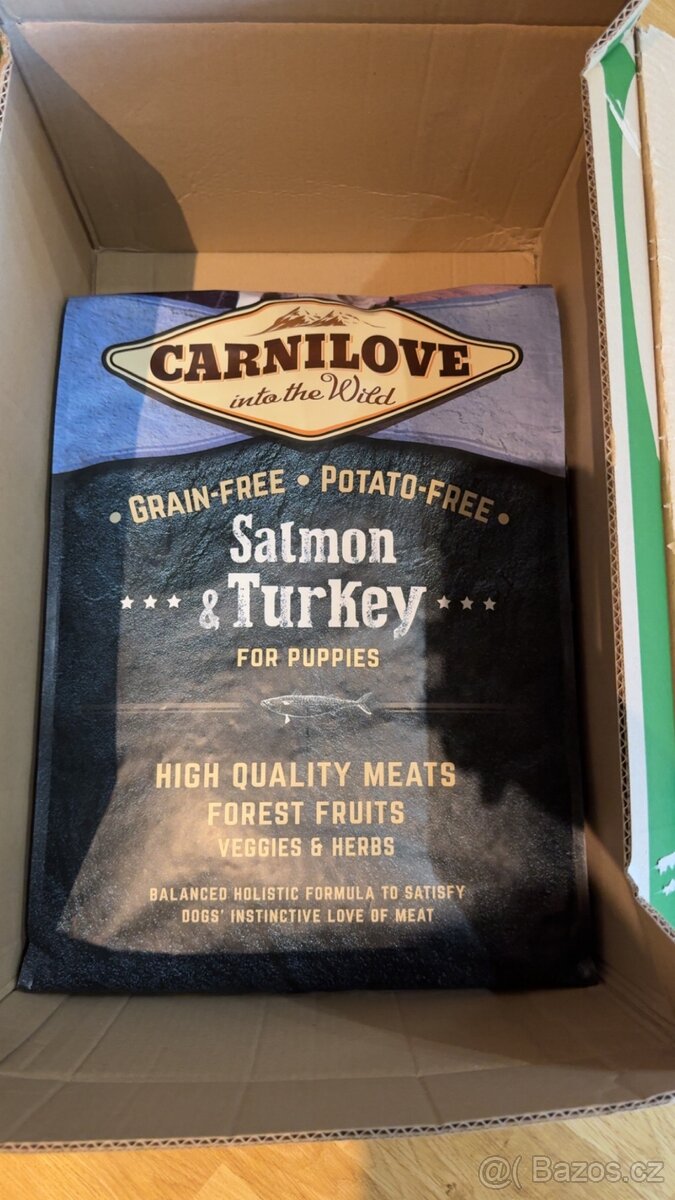 CARNILOVE
into the Wild
• GRAIN-FREE • POTATO-FREE •
Salmon
& Turkey
FOR PUPPIES
HIGH QUALITY MEATS
FOREST FRUITS
VEGGIES & HERBS
BALANCED HOLISTIC FORMULA TO SATISFY
DOGS' INSTINCTIVE LOVE OF MEAT
@( Bazos.cz